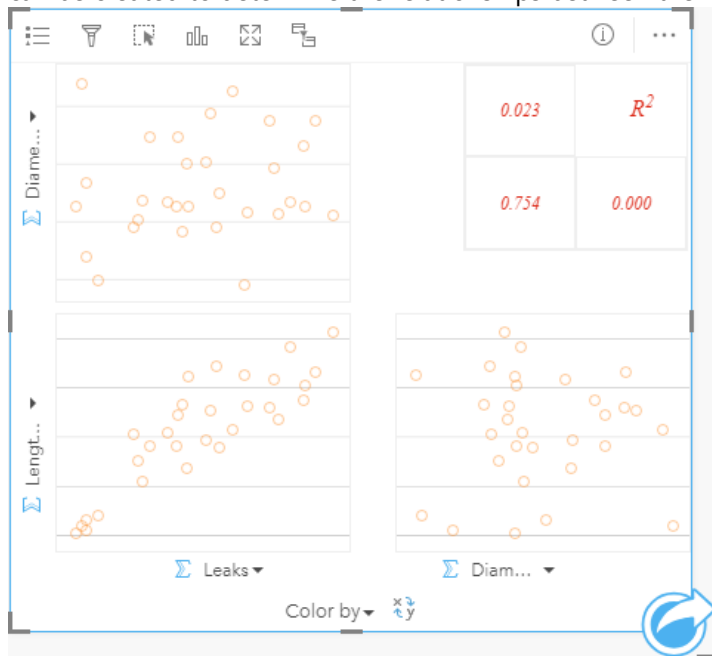 Diame...
0.023 R²
0.754 0.000
Lengt...
Σ Leaks
Σ Diam...
Color by x y